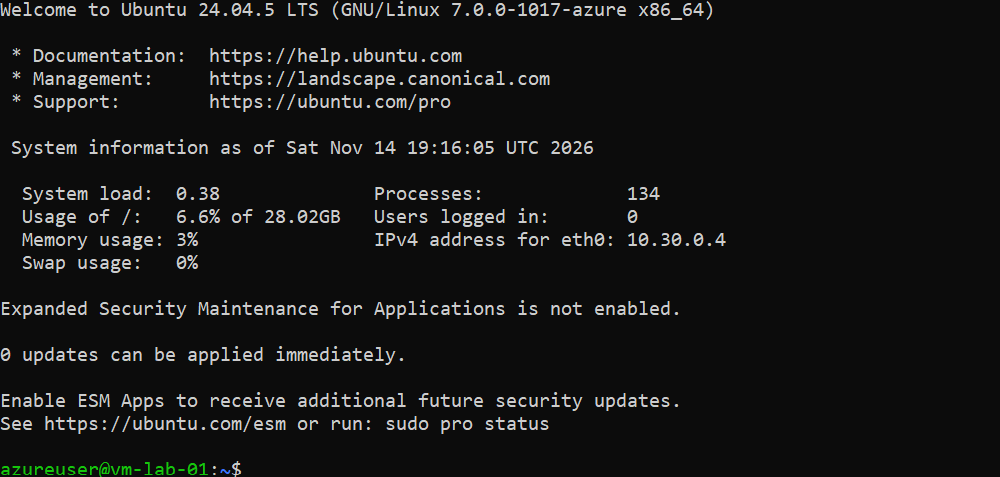 Welcome to Ubuntu 24.04.5 LTS (GNU/Linux 7.0.0-1017-azure x86_64)
* Documentation:  https://help.ubuntu.com
* Management:     https://landscape.canonical.com
* Support:        https://ubuntu.com/pro
System information as of Sat Nov 14 19:16:05 UTC 2026
System load:  0.38              Processes:             134
Usage of /:   6.6% of 28.02GB   Users logged in:       0
Memory usage: 3%                IPv4 address for eth0: 10.30.0.4
Swap usage:   0%
Expanded Security Maintenance for Applications is not enabled.
0 updates can be applied immediately.
Enable ESM Apps to receive additional future security updates.
See https://ubuntu.com/esm or run: sudo pro status
azureuser@vm-lab-01:~$